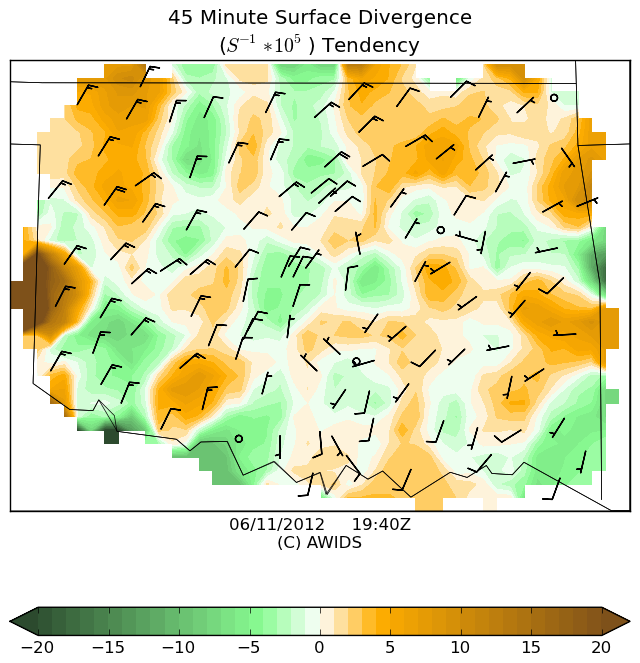 45 Minute Surface Divergence
(S⁻¹ *10⁵ ) Tendency
06/11/2012 19:40Z
(C) AWIDS
−20 −15 −10 −5 0 5 10 15 20